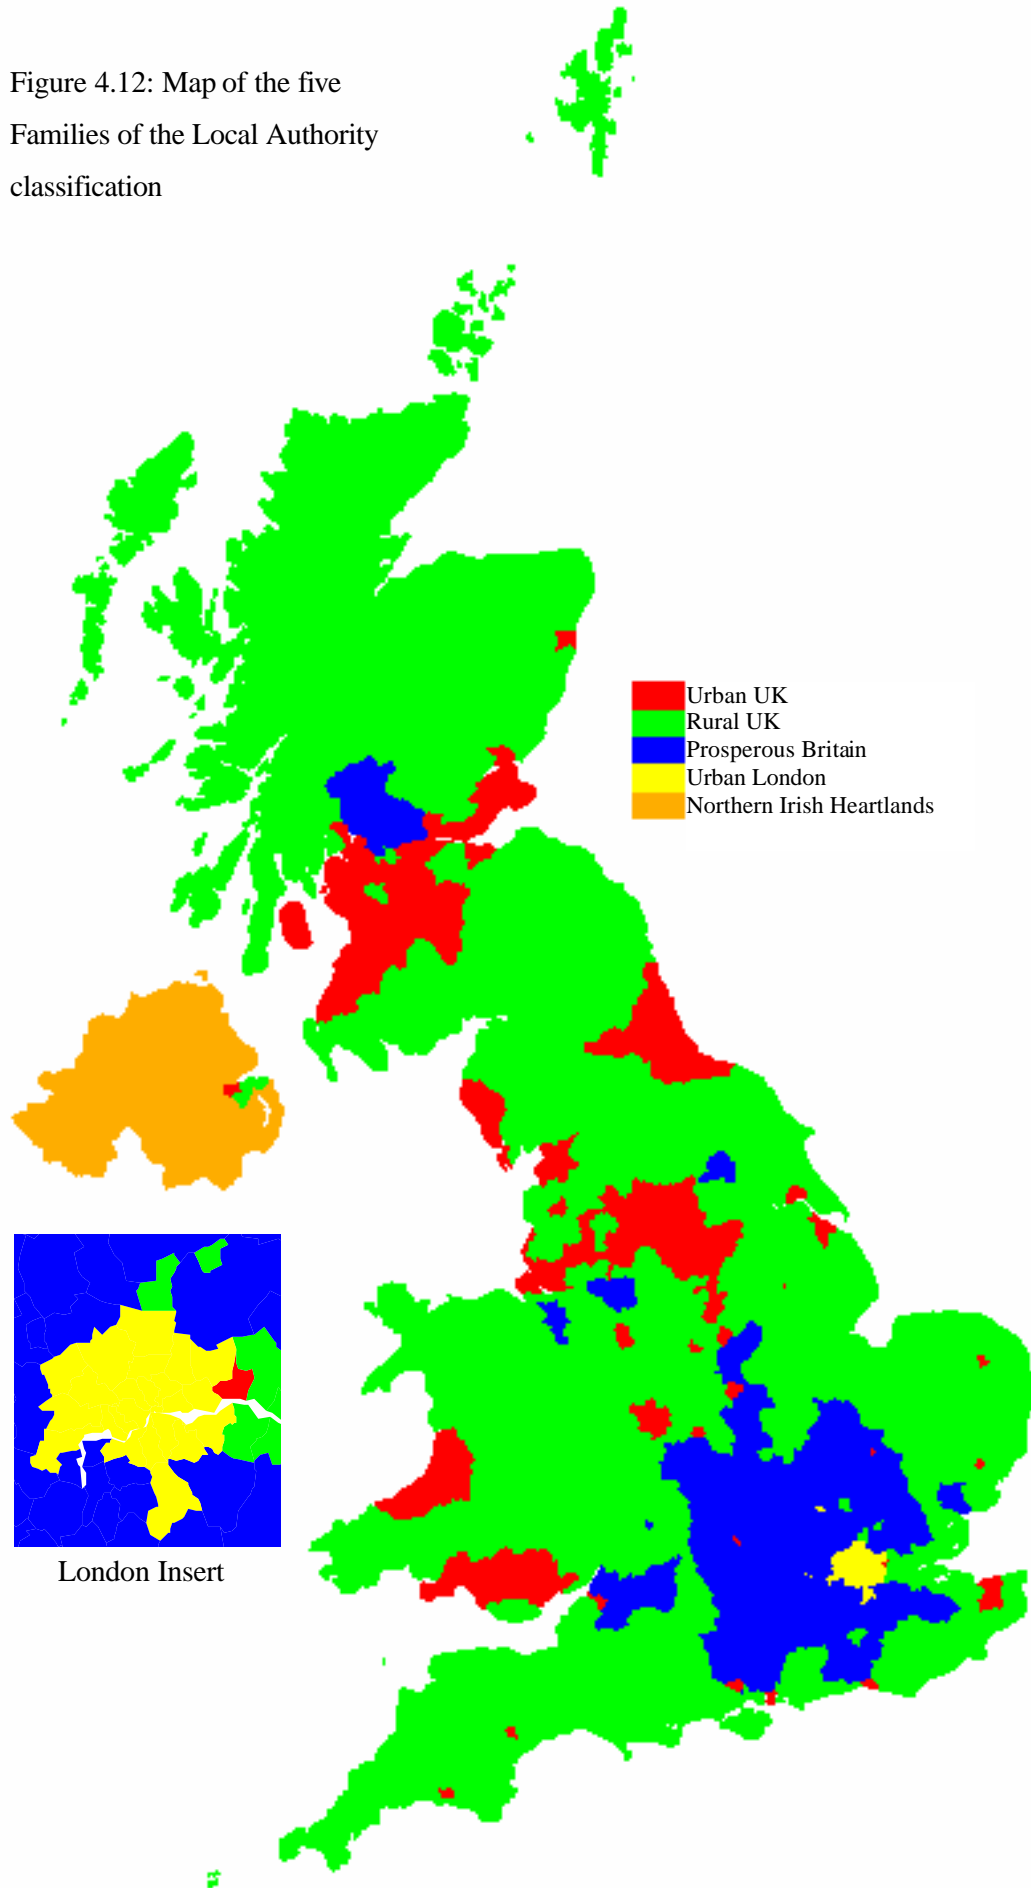 Figure 4.12: Map of the five
Families of the Local Authority
classification
Urban UK
Rural UK
Prosperous Britain
Urban London
Northern Irish Heartlands
London Insert